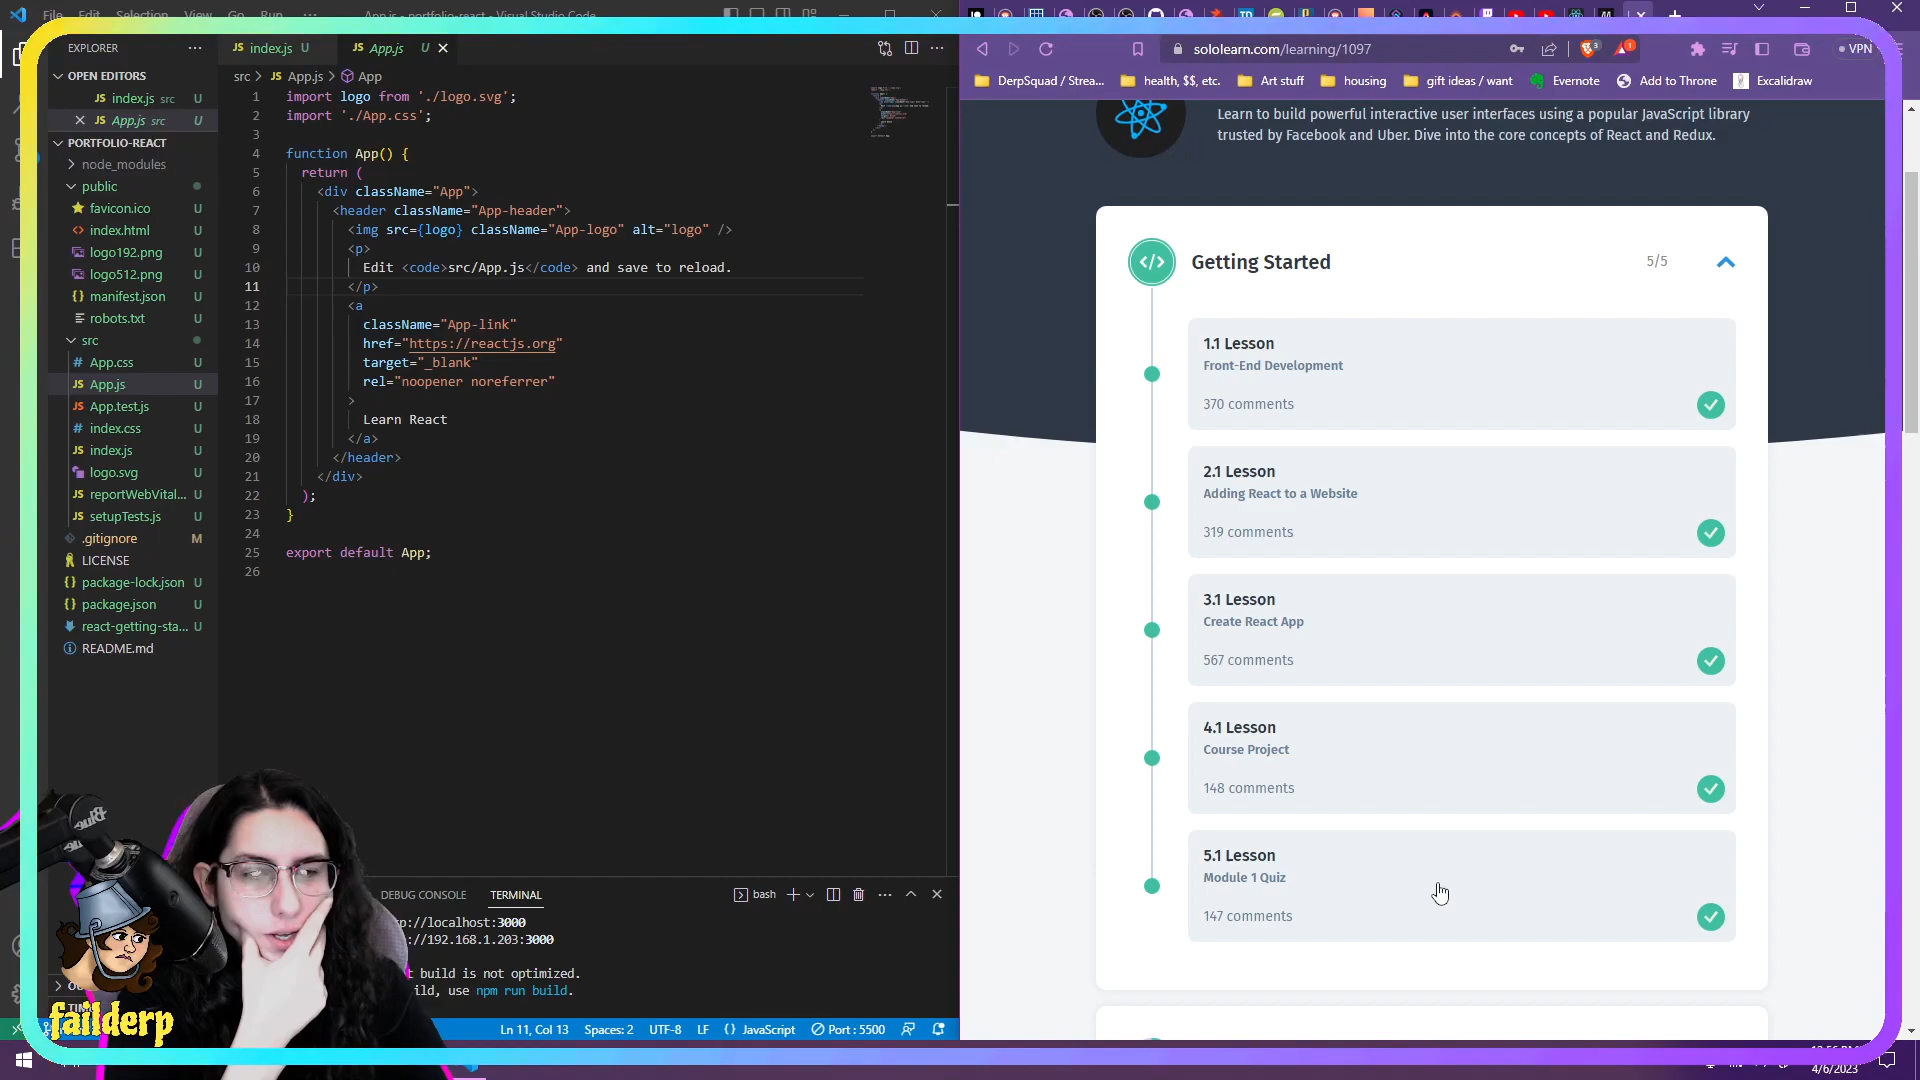 File Edit Selection View Go Run ··· App.js - portfolio-react - Visual Studio Code
EXPLORER
OPEN EDITORS
JS index.js src U
JS App.js src U
PORTFOLIO-REACT
node_modules
public
favicon.ico U
index.html U
logo192.png U
logo512.png U
manifest.json U
robots.txt U
src
App.css U
App.js U
App.test.js U
index.css U
index.js U
logo.svg U
reportWebVital... U
setupTests.js U
.gitignore M
LICENSE
package-lock.json U
package.json U
react-getting-sta... U
README.md
JS index.js U JS App.js U
src > JS App.js > App
1 import logo from './logo.svg';
2 import './App.css';
3
4 function App() {
5 return (
6 <div className="App">
7 <header className="App-header">
8 <img src={logo} className="App-logo" alt="logo" />
9 <p>
10 Edit <code>src/App.js</code> and save to reload.
11 </p>
12 <a
13 className="App-link"
14 href="https://reactjs.org"
15 target="_blank"
16 rel="noopener noreferrer"
17 >
18 Learn React
19 </a>
20 </header>
21 </div>
22 );
23 }
24
25 export default App;
26
DEBUG CONSOLE TERMINAL bash
p://localhost:3000
://192.168.1.203:3000
t build is not optimized.
ild, use npm run build.
Ln 11, Col 13 Spaces: 2 UTF-8 LF {} JavaScript Port : 5500
failderp
sololearn.com/learning/1097
VPN
DerpSquad / Strea... health, $$, etc. Art stuff housing gift ideas / want Evernote Add to Throne Excalidraw
Learn to build powerful interactive user interfaces using a popular JavaScript library
trusted by Facebook and Uber. Dive into the core concepts of React and Redux.
</> Getting Started 5/5
1.1 Lesson
Front-End Development
370 comments
2.1 Lesson
Adding React to a Website
319 comments
3.1 Lesson
Create React App
567 comments
4.1 Lesson
Course Project
148 comments
5.1 Lesson
Module 1 Quiz
147 comments
4/6/2023